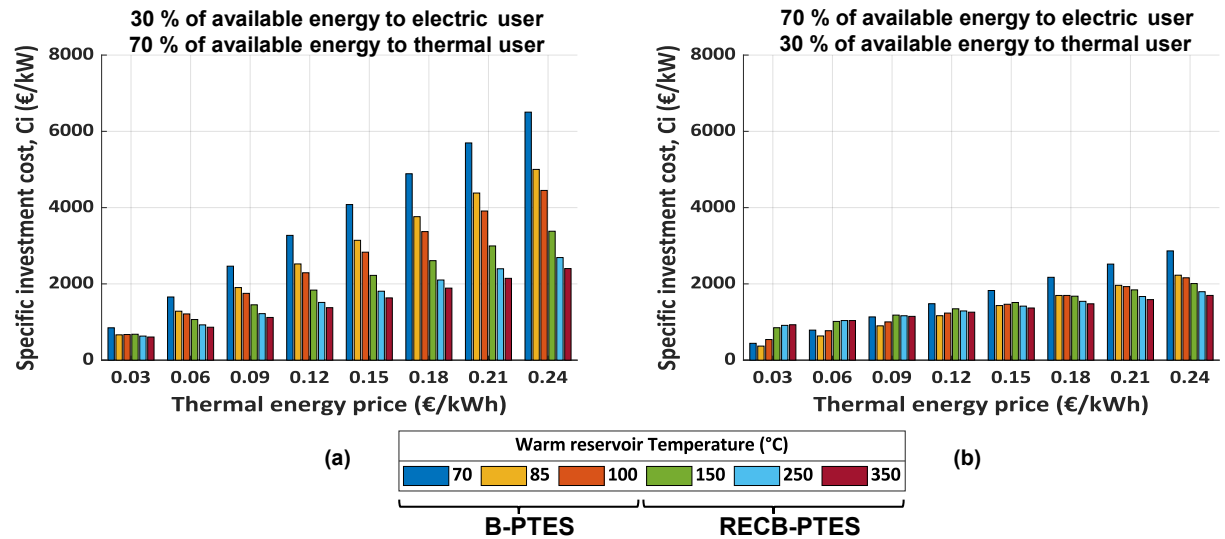 30 % of available energy to electric user
70 % of available energy to thermal user
Specific investment cost, Ci (€/kW)
8000
6000
4000
2000
0
0.03 0.06 0.09 0.12 0.15 0.18 0.21 0.24
Thermal energy price (€/kWh)
(a)
70 % of available energy to electric user
30 % of available energy to thermal user
Specific investment cost, Ci (€/kW)
8000
6000
4000
2000
0
0.03 0.06 0.09 0.12 0.15 0.18 0.21 0.24
Thermal energy price (€/kWh)
(b)
Warm reservoir Temperature (°C)
70 85 100 150 250 350
B-PTES RECB-PTES